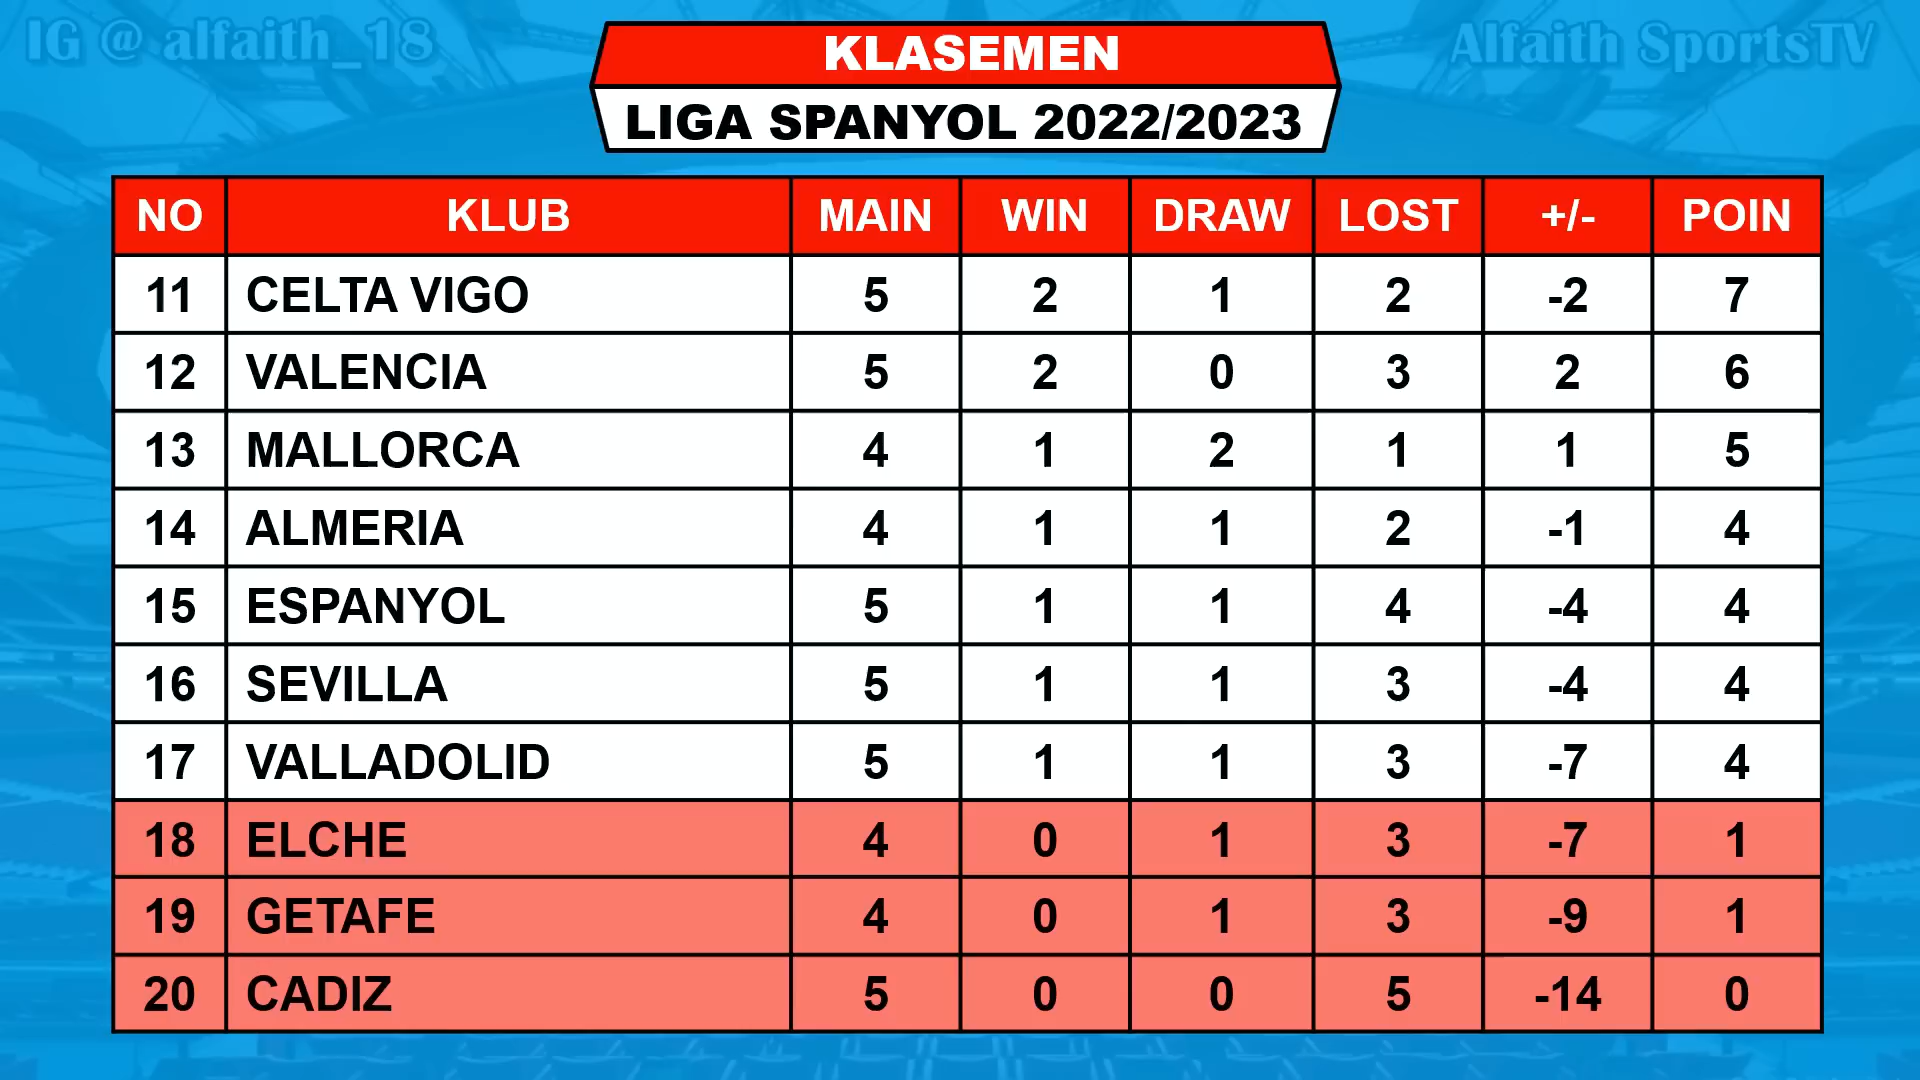 IG @ alfaith_18
Alfaith SportsTV
KLASEMEN
LIGA SPANYOL 2022/2023
NO KLUB MAIN WIN DRAW LOST +/- POIN
11 CELTA VIGO 5 2 1 2 -2 7
12 VALENCIA 5 2 0 3 2 6
13 MALLORCA 4 1 2 1 1 5
14 ALMERIA 4 1 1 2 -1 4
15 ESPANYOL 5 1 1 4 -4 4
16 SEVILLA 5 1 1 3 -4 4
17 VALLADOLID 5 1 1 3 -7 4
18 ELCHE 4 0 1 3 -7 1
19 GETAFE 4 0 1 3 -9 1
20 CADIZ 5 0 0 5 -14 0